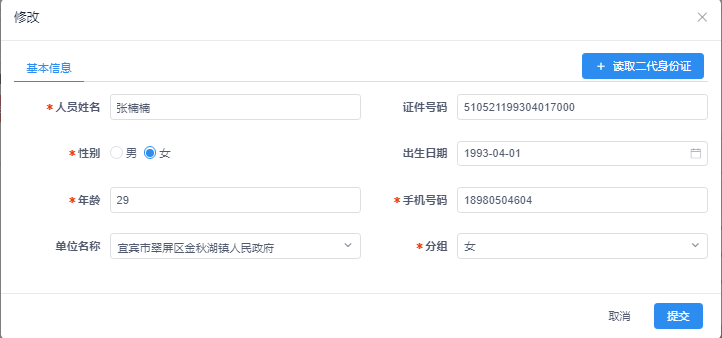 修改
基本信息
+ 读取二代身份证
*人员姓名 张楠楠 证件号码 510521199304017000
*性别 男 女 出生日期 1993-04-01
*年龄 29 *手机号码 18980504604
单位名称 宜宾市翠屏区金秋湖镇人民政府 *分组 女
取消 提交